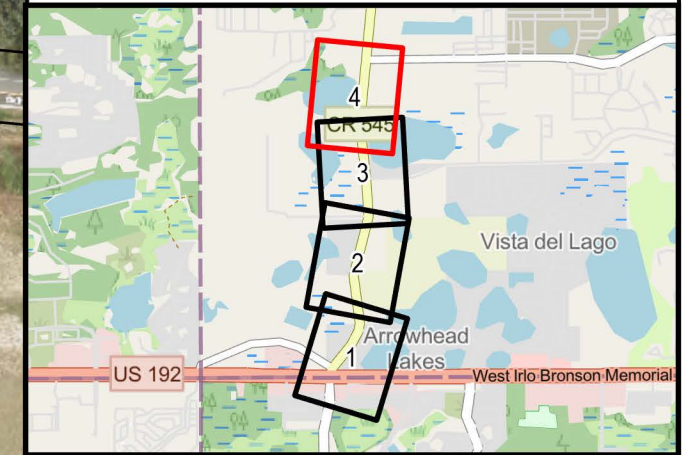 4
CR 545
3
Vista del Lago
2
Arrowhead
Lakes
1
US 192
West Irlo Bronson Memorial